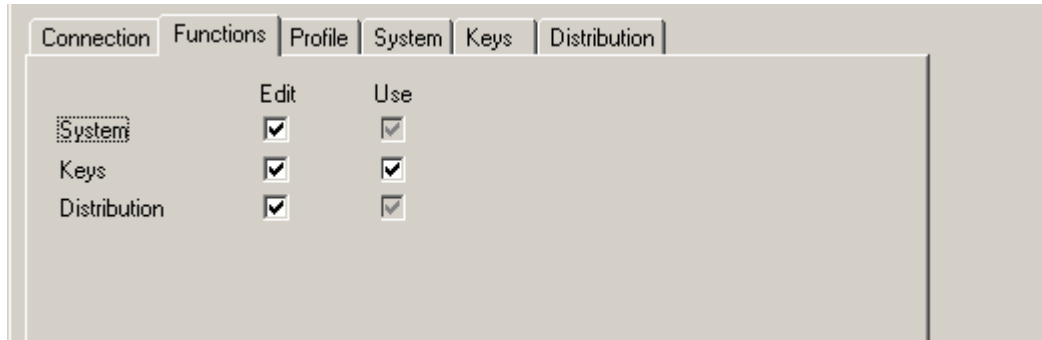 Connection Functions Profile System Keys Distribution
Edit Use
System
Keys
Distribution